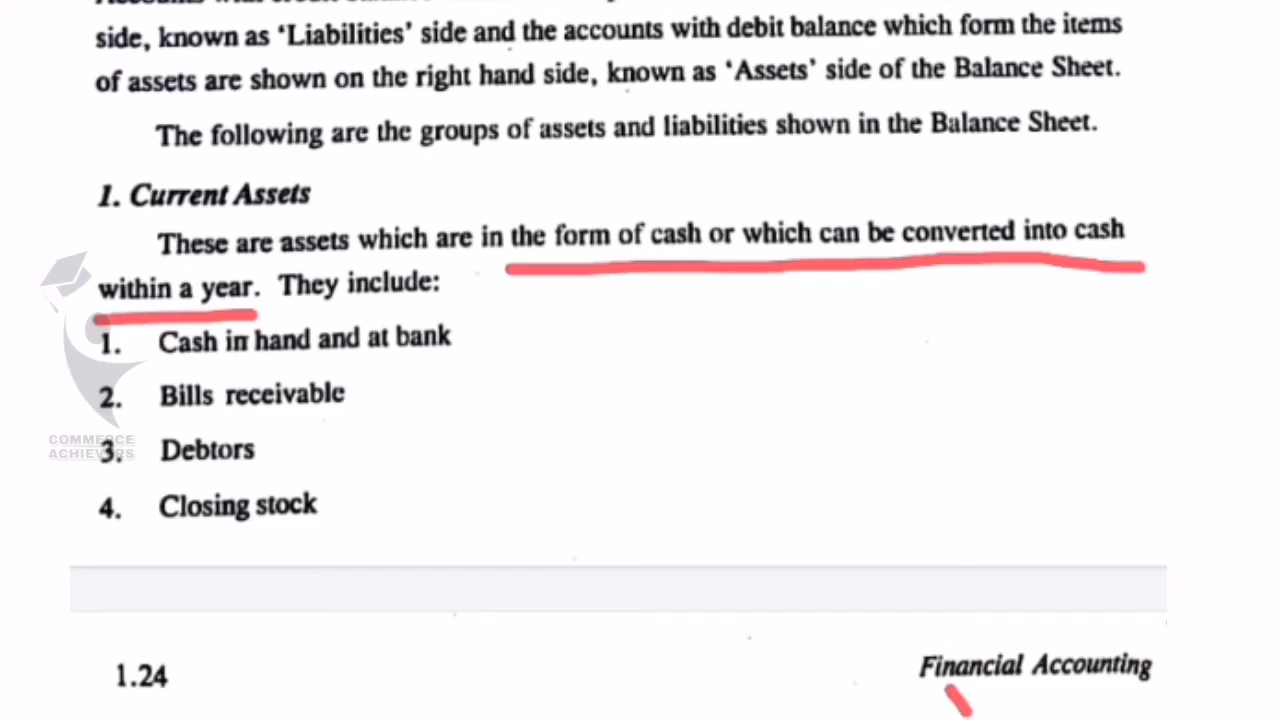 side, known as ‘Liabilities’ side and the accounts with debit balance which form the items
of assets are shown on the right hand side, known as ‘Assets’ side of the Balance Sheet.
The following are the groups of assets and liabilities shown in the Balance Sheet.
1. Current Assets
These are assets which are in the form of cash or which can be converted into cash
within a year. They include:
1. Cash in hand and at bank
2. Bills receivable
3. Debtors
4. Closing stock
COMMERCE
ACHIEVERS
1.24
Financial Accounting